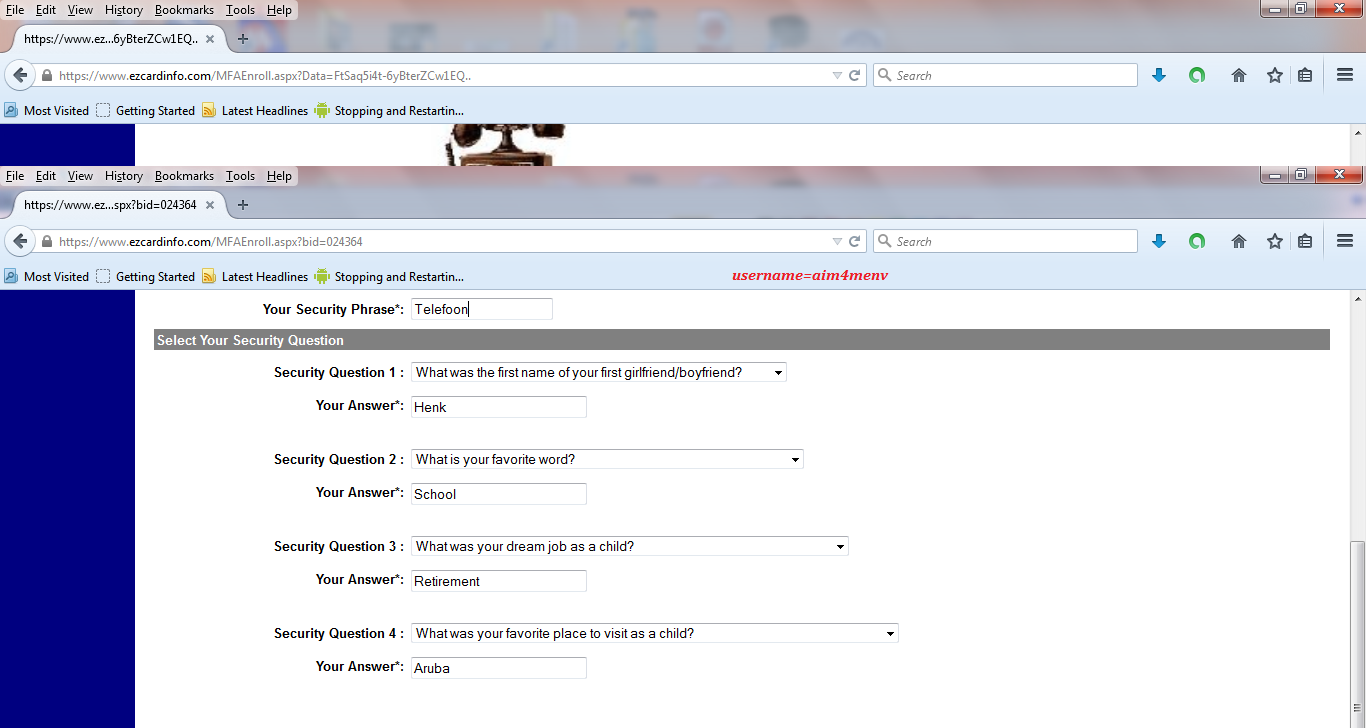 File Edit View History Bookmarks Tools Help
https://www.ez...6yBterZCw1EQ..
https://www.ezcardinfo.com/MFAEnroll.aspx?Data=FtSaq5i4t-6yBterZCw1EQ.. Search
Most Visited Getting Started Latest Headlines Stopping and Restartin...
File Edit View History Bookmarks Tools Help
https://www.ez...spx?bid=024364
https://www.ezcardinfo.com/MFAEnroll.aspx?bid=024364 Search
Most Visited Getting Started Latest Headlines Stopping and Restartin... username=aim4menv
Your Security Phrase*: Telefoon
Select Your Security Question
Security Question 1 : What was the first name of your first girlfriend/boyfriend?
Your Answer*: Henk
Security Question 2 : What is your favorite word?
Your Answer*: School
Security Question 3 : What was your dream job as a child?
Your Answer*: Retirement
Security Question 4 : What was your favorite place to visit as a child?
Your Answer*: Aruba